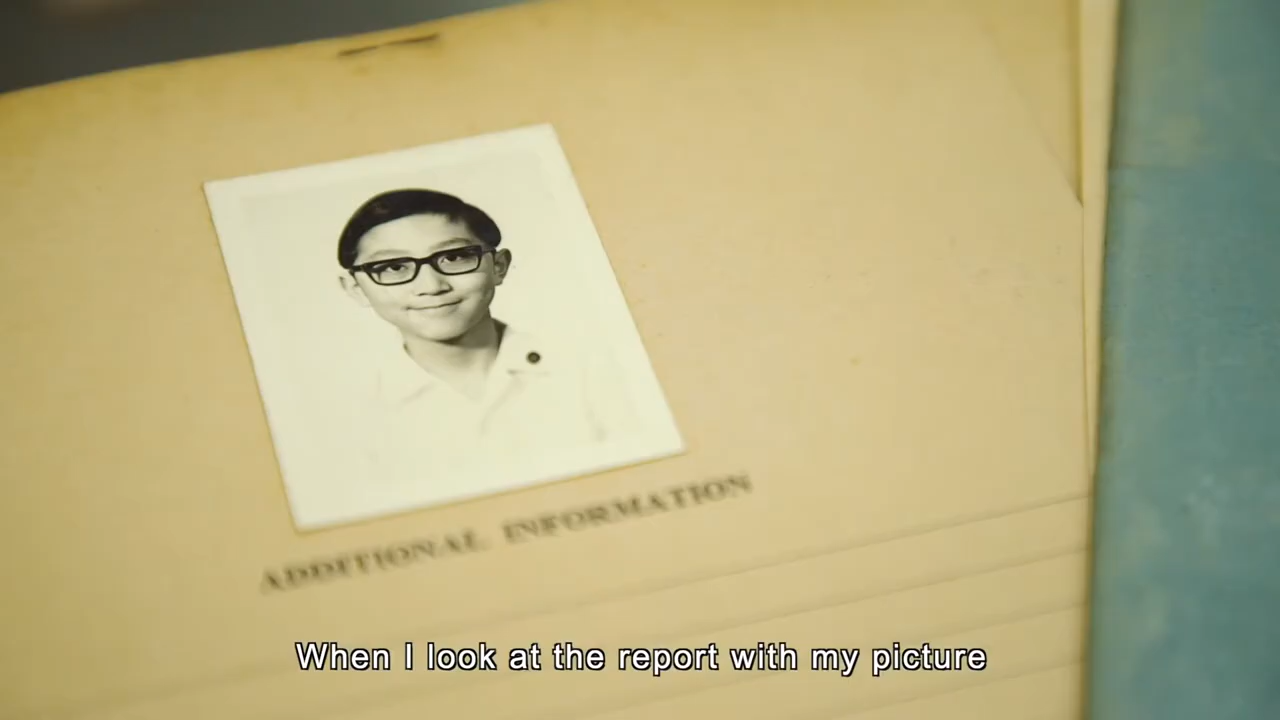 ADDITIONAL INFORMATION
When I look at the report with my picture